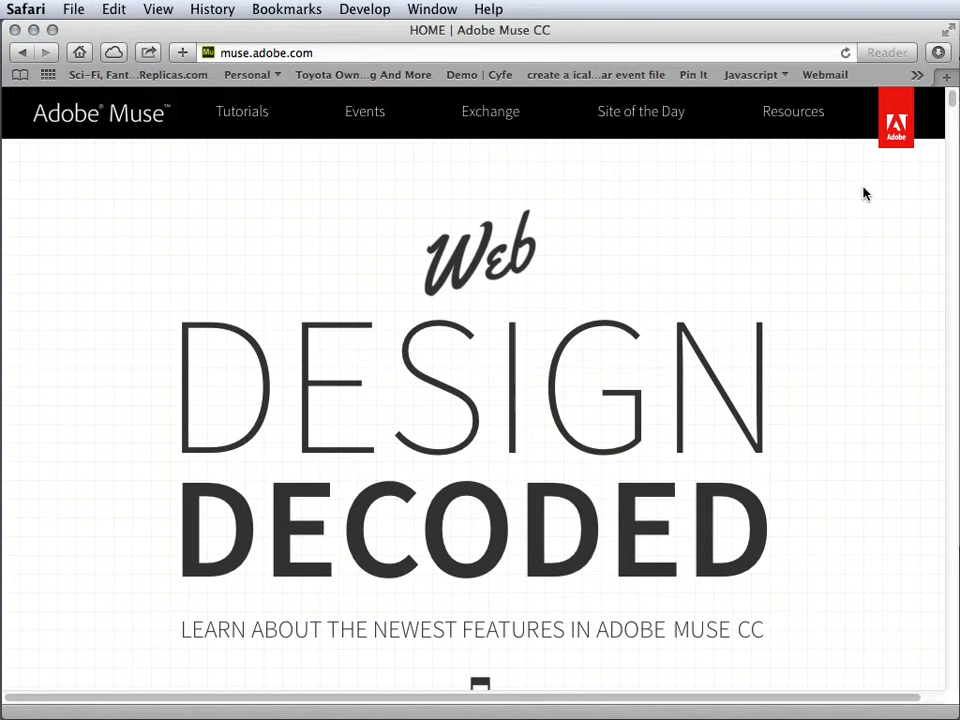 Safari File Edit View History Bookmarks Develop Window Help
HOME | Adobe Muse CC
Mu muse.adobe.com Reader
Sci-Fi, Fant...Replicas.com Personal Toyota Own...g And More Demo | Cyfe create a ical...ar event file Pin It Javascript Webmail
Adobe® Muse™ Tutorials Events Exchange Site of the Day Resources
Adobe
Web
DESIGN
DECODED
LEARN ABOUT THE NEWEST FEATURES IN ADOBE MUSE CC